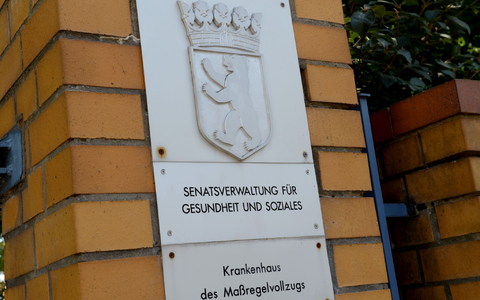 SENATSVERWALTUNG FÜR
GESUNDHEIT UND SOZIALES
Krankenhaus
des Maßregelvollzugs